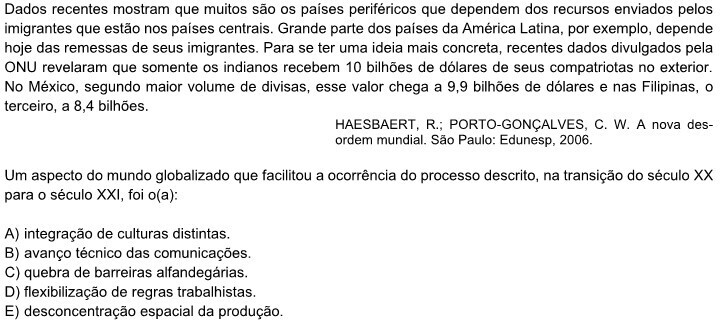 Dados recentes mostram que muitos são os países periféricos que dependem dos recursos enviados pelos
imigrantes que estão nos países centrais. Grande parte dos países da América Latina, por exemplo, depende
hoje das remessas de seus imigrantes. Para se ter uma ideia mais concreta, recentes dados divulgados pela
ONU revelaram que somente os indianos recebem 10 bilhões de dólares de seus compatriotas no exterior.
No México, segundo maior volume de divisas, esse valor chega a 9,9 bilhões de dólares e nas Filipinas, o
terceiro, a 8,4 bilhões.
HAESBAERT, R.; PORTO-GONÇALVES, C. W. A nova des-
ordem mundial. São Paulo: Edunesp, 2006.
Um aspecto do mundo globalizado que facilitou a ocorrência do processo descrito, na transição do século XX
para o século XXI, foi o(a):
A) integração de culturas distintas.
B) avanço técnico das comunicações.
C) quebra de barreiras alfandegárias.
D) flexibilização de regras trabalhistas.
E) desconcentração espacial da produção.